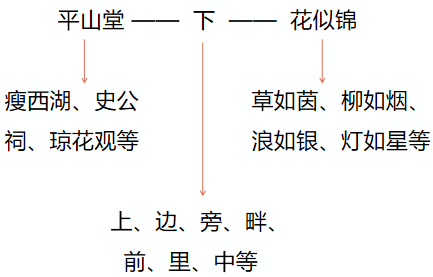 平山堂 —— 下 —— 花似锦
瘦西湖、史公
祠、琼花观等
草如茵、柳如烟、
浪如银、灯如星等
上、边、旁、畔、
前、里、中等